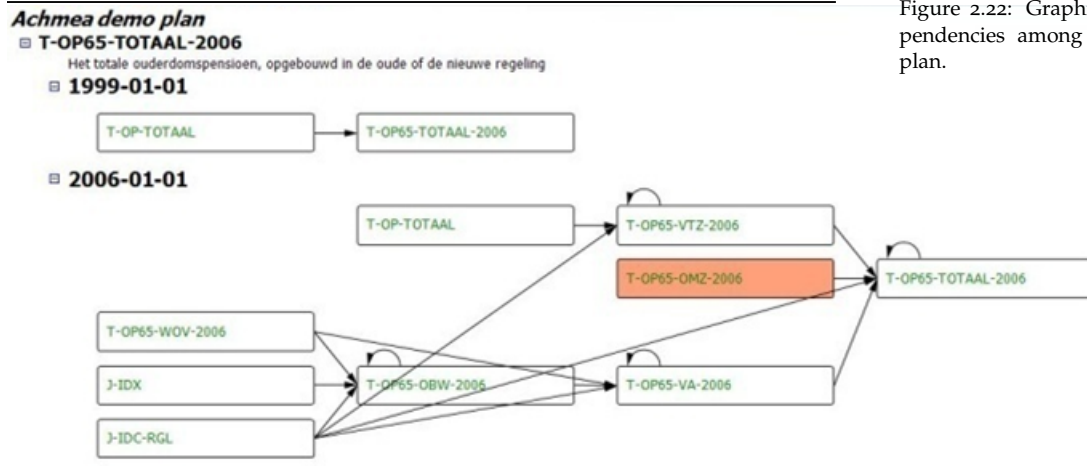 Achmea demo plan
T-OP65-TOTAAL-2006
Het totale ouderdomspensioen, opgebouwd in de oude of de nieuwe regeling
1999-01-01
T-OP-TOTAAL
T-OP65-TOTAAL-2006
2006-01-01
T-OP-TOTAAL
T-OP65-VTZ-2006
T-OP65-OMZ-2006
T-OP65-TOTAAL-2006
T-OP65-WOV-2006
J-IDX
T-OP65-OBW-2006
T-OP65-VA-2006
J-IDC-RGL
Figure 2.22: Graph
pendencies among
plan.